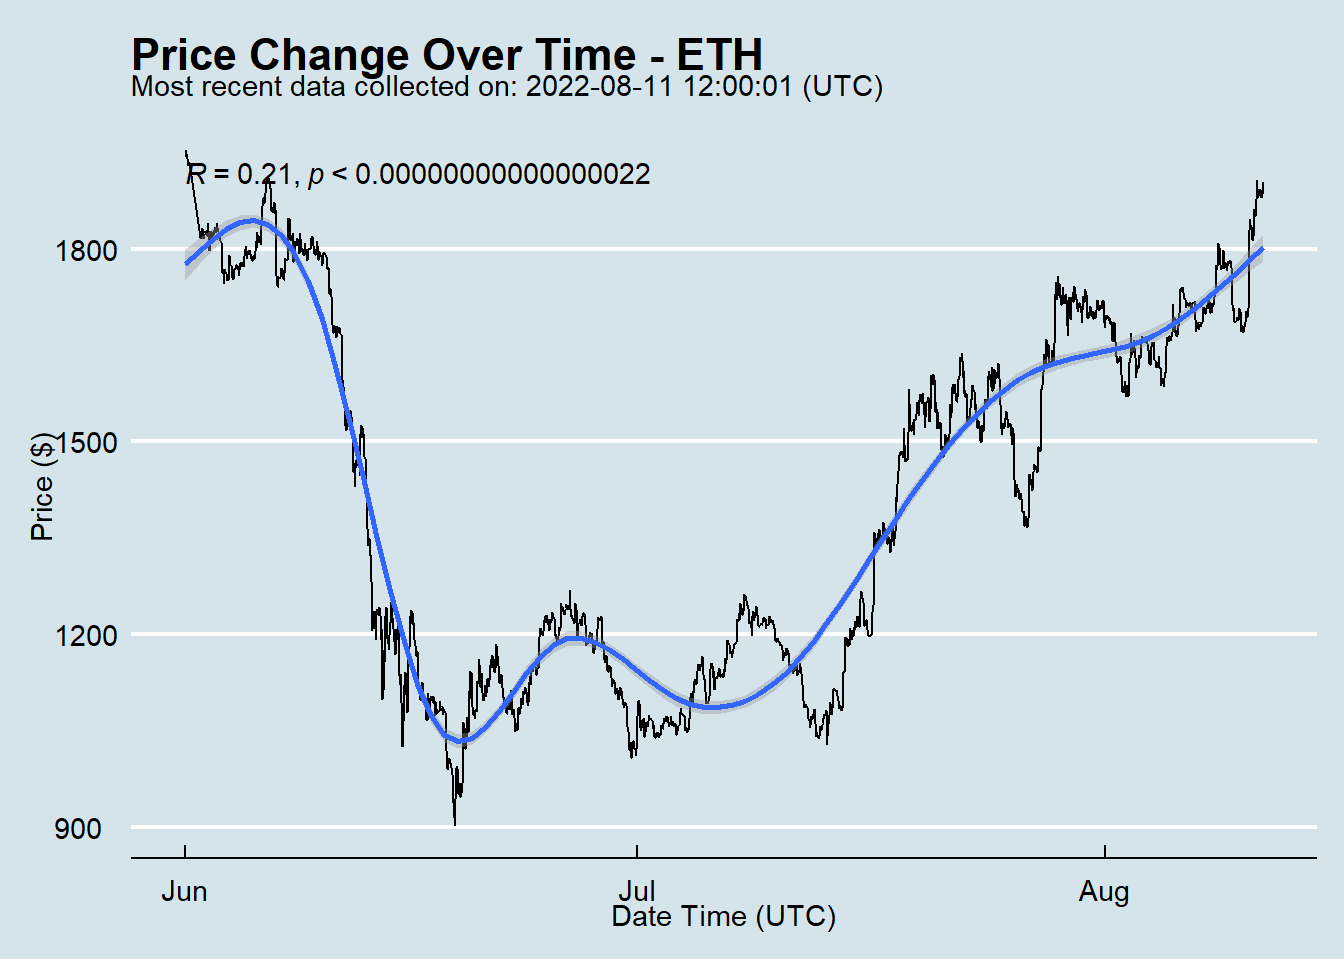 Price Change Over Time - ETH
Most recent data collected on: 2022-08-11 12:00:01 (UTC)
R = 0.21, p < 0.00000000000000022
1800
1500
1200
900
Price ($)
Jun
Jul
Aug
Date Time (UTC)